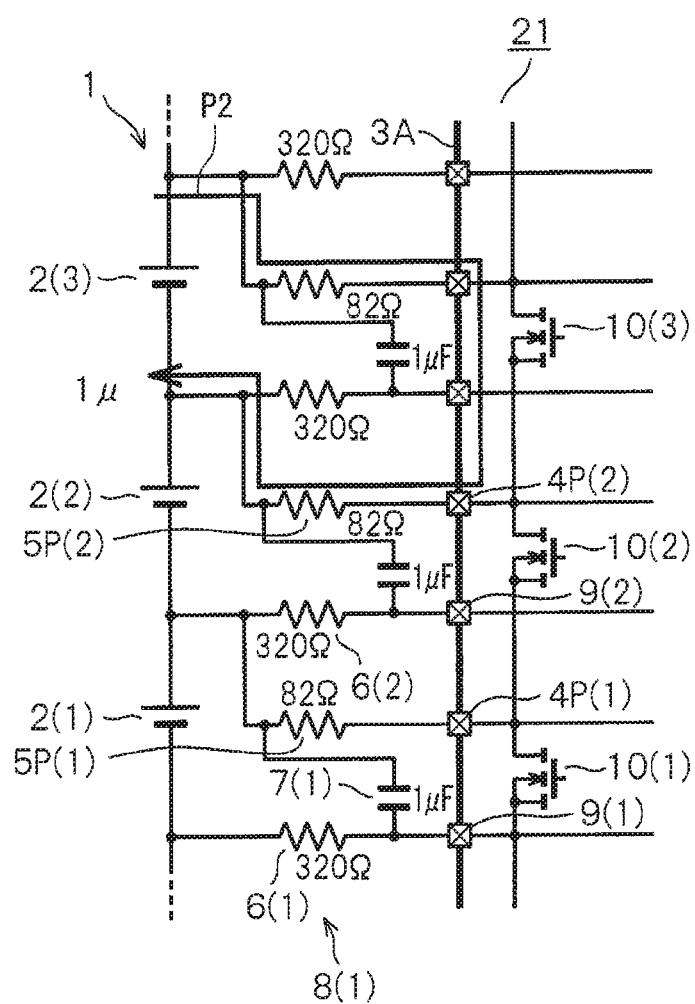 21
1
P2
3A
320Ω
2(3)
82Ω
10(3)
1μF
1μ
320Ω
2(2)
4P(2)
82Ω
5P(2)
10(2)
1μF
9(2)
320Ω
6(2)
82Ω
4P(1)
2(1)
5P(1)
7(1)
1μF
10(1)
9(1)
320Ω
6(1)
8(1)